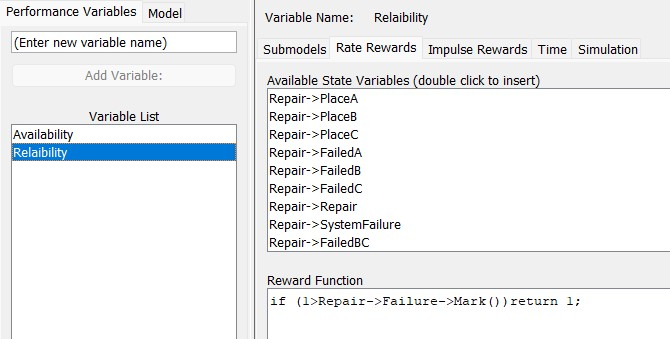 Performance Variables Model
(Enter new variable name)
Add Variable:
Variable List
Availability
Relaibility
Variable Name: Relaibility
Submodels Rate Rewards Impulse Rewards Time Simulation
Available State Variables (double click to insert)
Repair->PlaceA
Repair->PlaceB
Repair->PlaceC
Repair->FailedA
Repair->FailedB
Repair->FailedC
Repair->Repair
Repair->SystemFailure
Repair->FailedBC
Reward Function
if (1>Repair->Failure->Mark())return 1;